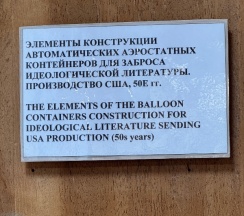 ЭЛЕМЕНТЫ КОНСТРУКЦИИ
АВТОМАТИЧЕСКИХ АЭРОСТАТНЫХ
КОНТЕЙНЕРОВ ДЛЯ ЗАБРОСА
ИДЕОЛОГИЧЕСКОЙ ЛИТЕРАТУРЫ.
ПРОИЗВОДСТВО США, 50Е гг.
THE ELEMENTS OF THE BALLOON
CONTAINERS CONSTRUCTION FOR
IDEOLOGICAL LITERATURE SENDING
USA PRODUCTION (50s years)